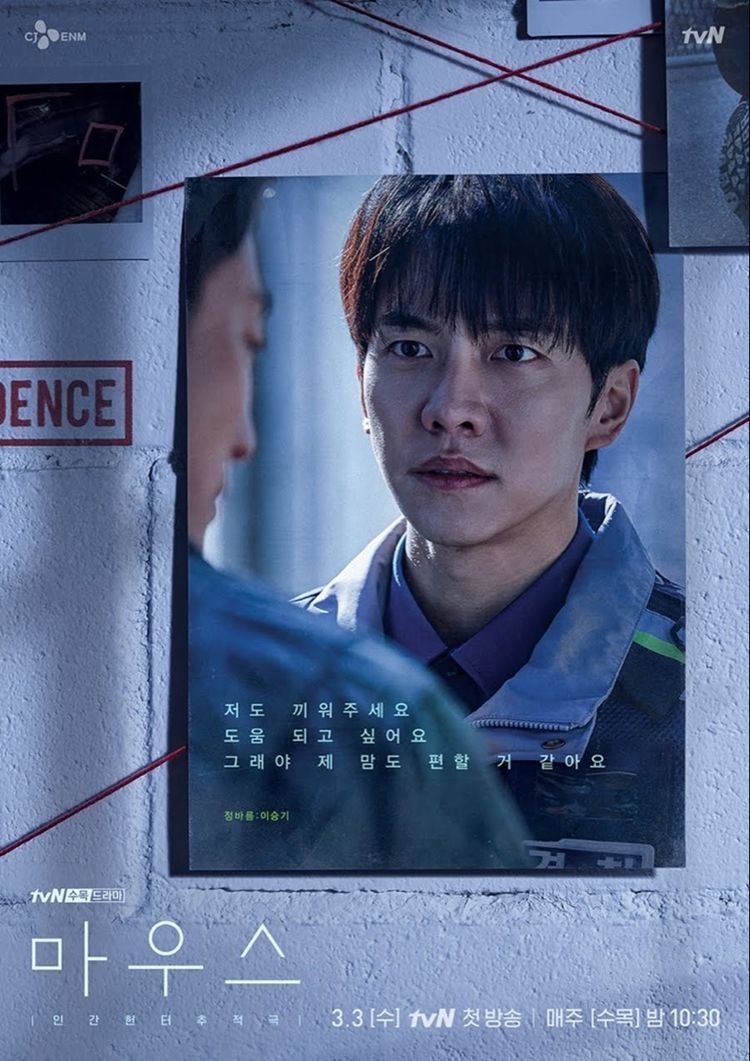 CJ ENM
tvN
DENCE
저도 끼워주세요
도움 되고 싶어요
그래야 제 맘도 편할 거 같아요
정바름:이승기
경찰
tvN 수목 드라마
마우스
| 인간헌터추적극 |
3.3 [수] tvN 첫방송 | 매주 [수목] 밤 10:30